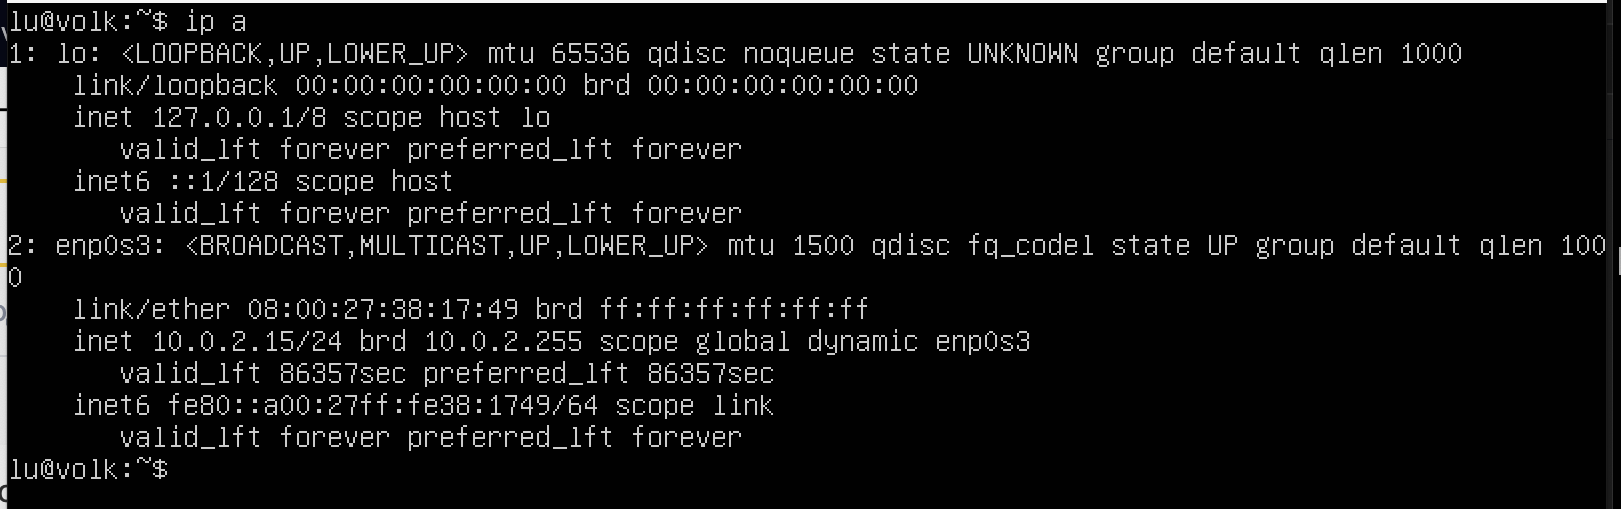 lu@volk:~$ ip a
1: lo: <LOOPBACK,UP,LOWER_UP> mtu 65536 qdisc noqueue state UNKNOWN group default qlen 1000
    link/loopback 00:00:00:00:00:00 brd 00:00:00:00:00:00
    inet 127.0.0.1/8 scope host lo
       valid_lft forever preferred_lft forever
    inet6 ::1/128 scope host
       valid_lft forever preferred_lft forever
2: enp0s3: <BROADCAST,MULTICAST,UP,LOWER_UP> mtu 1500 qdisc fq_codel state UP group default qlen 100
0
    link/ether 08:00:27:38:17:49 brd ff:ff:ff:ff:ff:ff
    inet 10.0.2.15/24 brd 10.0.2.255 scope global dynamic enp0s3
       valid_lft 86357sec preferred_lft 86357sec
    inet6 fe80::a00:27ff:fe38:1749/64 scope link
       valid_lft forever preferred_lft forever
lu@volk:~$